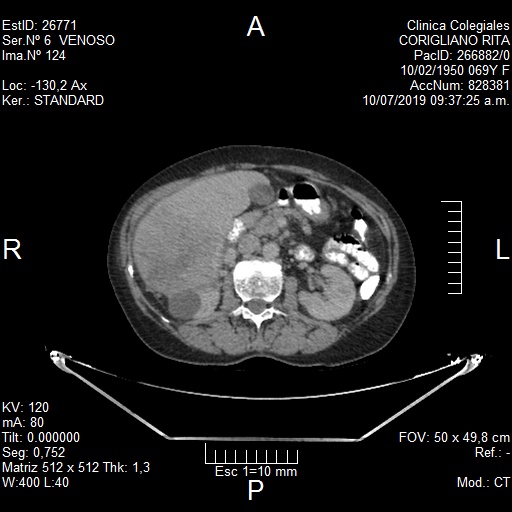 EstID: 26771
Ser.Nº 6 VENOSO
Ima.Nº 124
Loc: -130,2 Ax
Ker.: STANDARD
A
Clinica Colegiales
CORIGLIANO RITA
PacID: 266882/0
10/02/1950 069Y F
AccNum: 828381
10/07/2019 09:37:25 a.m.
R
L
KV: 120
mA: 80
Tilt: 0.000000
Seg: 0,752
Matriz 512 x 512 Thk: 1,3
W:400 L:40
Esc 1=10 mm
P
FOV: 50 x 49,8 cm
Ref.: -
Mod.: CT